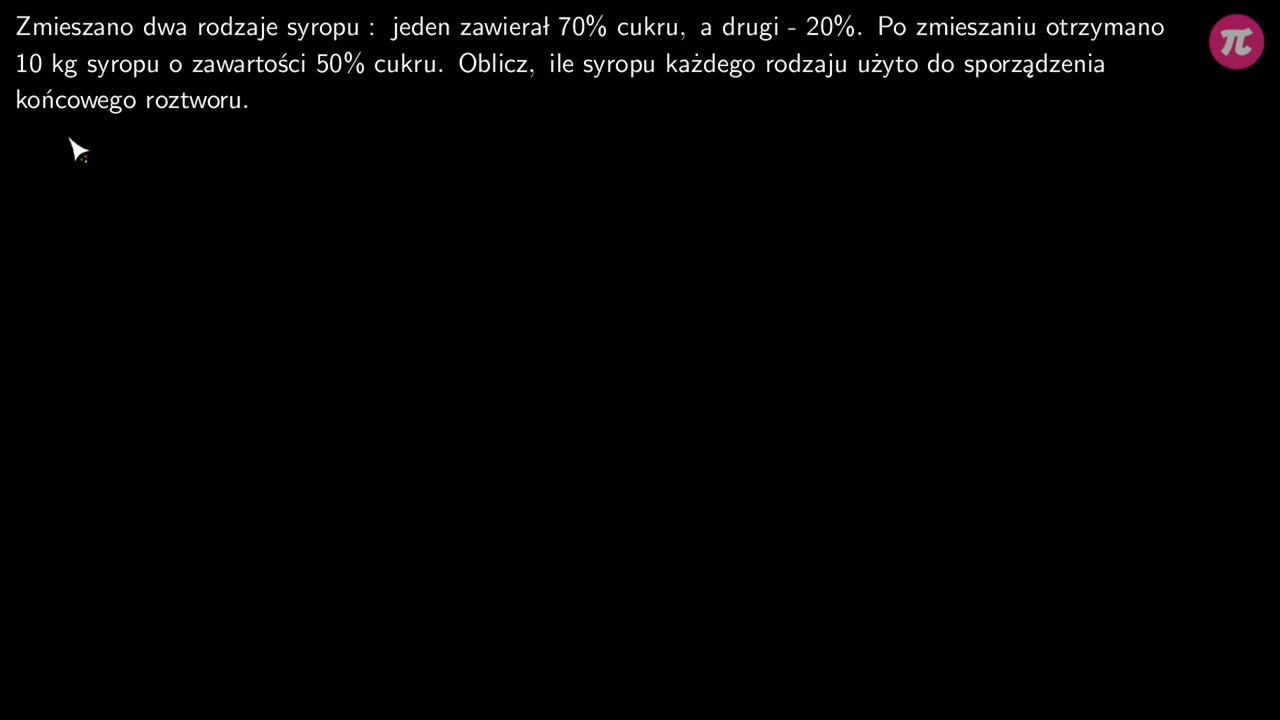 Zmieszano dwa rodzaje syropu : jeden zawierał 70% cukru, a drugi - 20%. Po zmieszaniu otrzymano
10 kg syropu o zawartości 50% cukru. Oblicz, ile syropu każdego rodzaju użyto do sporządzenia
końcowego roztworu.
π